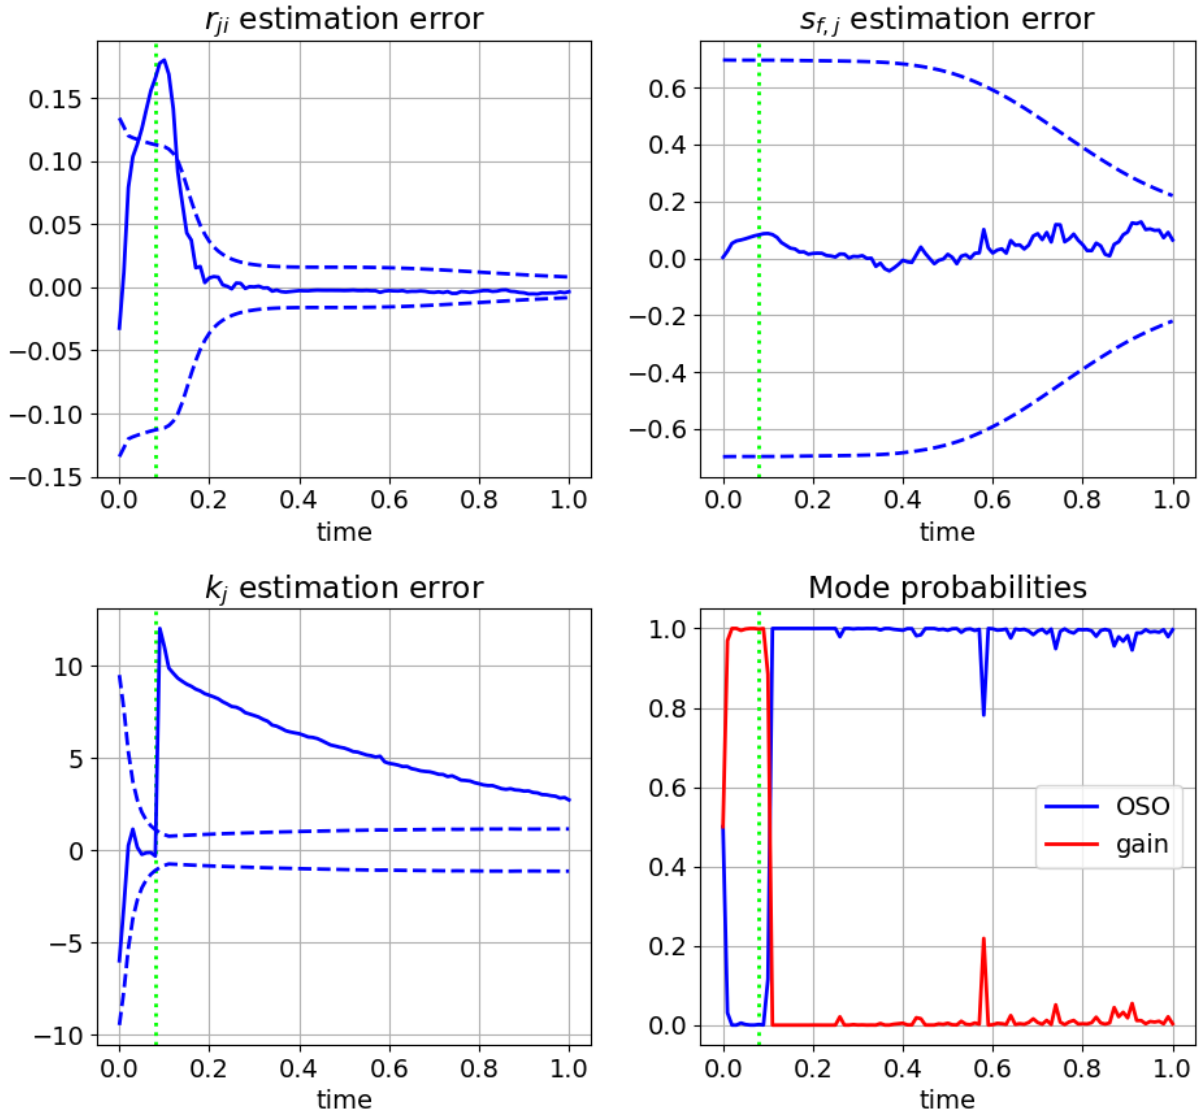 r_{ji} estimation error
0.15
0.10
0.05
0.00
−0.05
−0.10
−0.15
0.0 0.2 0.4 0.6 0.8 1.0
time
s_{f,j} estimation error
0.6
0.4
0.2
0.0
−0.2
−0.4
−0.6
0.0 0.2 0.4 0.6 0.8 1.0
time
k_j estimation error
10
5
0
−5
−10
0.0 0.2 0.4 0.6 0.8 1.0
time
Mode probabilities
1.0
0.8
0.6
0.4
0.2
0.0
OSO
gain
0.0 0.2 0.4 0.6 0.8 1.0
time